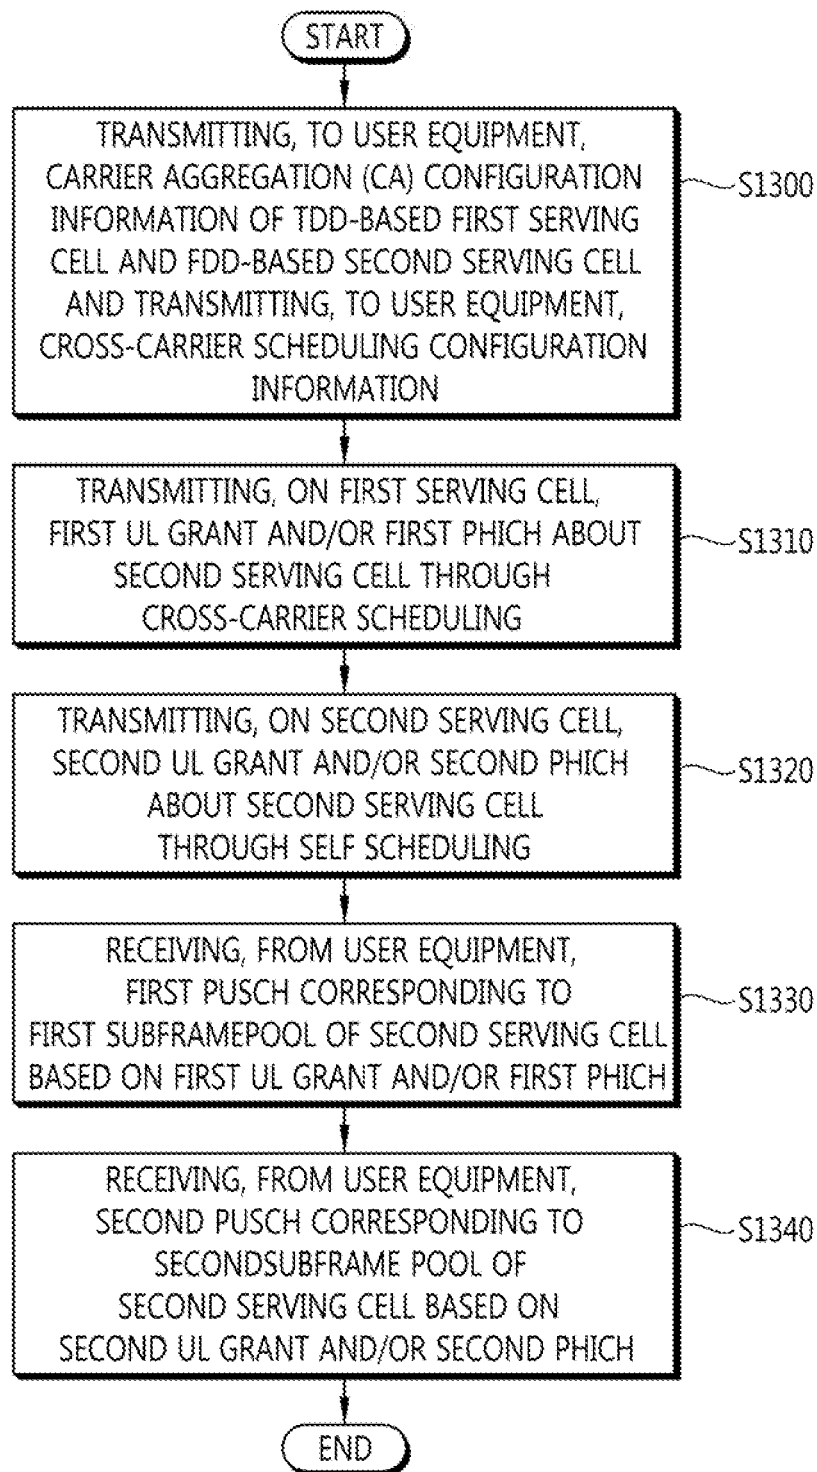 START
TRANSMITTING, TO USER EQUIPMENT,
CARRIER AGGREGATION (CA) CONFIGURATION
INFORMATION OF TDD-BASED FIRST SERVING
CELL AND FDD-BASED SECOND SERVING CELL
AND TRANSMITTING, TO USER EQUIPMENT,
CROSS-CARRIER SCHEDULING CONFIGURATION
INFORMATION
S1300
TRANSMITTING, ON FIRST SERVING CELL,
FIRST UL GRANT AND/OR FIRST PHICH ABOUT
SECOND SERVING CELL THROUGH
CROSS-CARRIER SCHEDULING
S1310
TRANSMITTING, ON SECOND SERVING CELL,
SECOND UL GRANT AND/OR SECOND PHICH
ABOUT SECOND SERVING CELL
THROUGH SELF SCHEDULING
S1320
RECEIVING, FROM USER EQUIPMENT,
FIRST PUSCH CORRESPONDING TO
FIRST SUBFRAMEPOOL OF SECOND SERVING CELL
BASED ON FIRST UL GRANT AND/OR FIRST PHICH
S1330
RECEIVING, FROM USER EQUIPMENT,
SECOND PUSCH CORRESPONDING TO
SECONDSUBFRAME POOL OF
SECOND SERVING CELL BASED ON
SECOND UL GRANT AND/OR SECOND PHICH
S1340
END